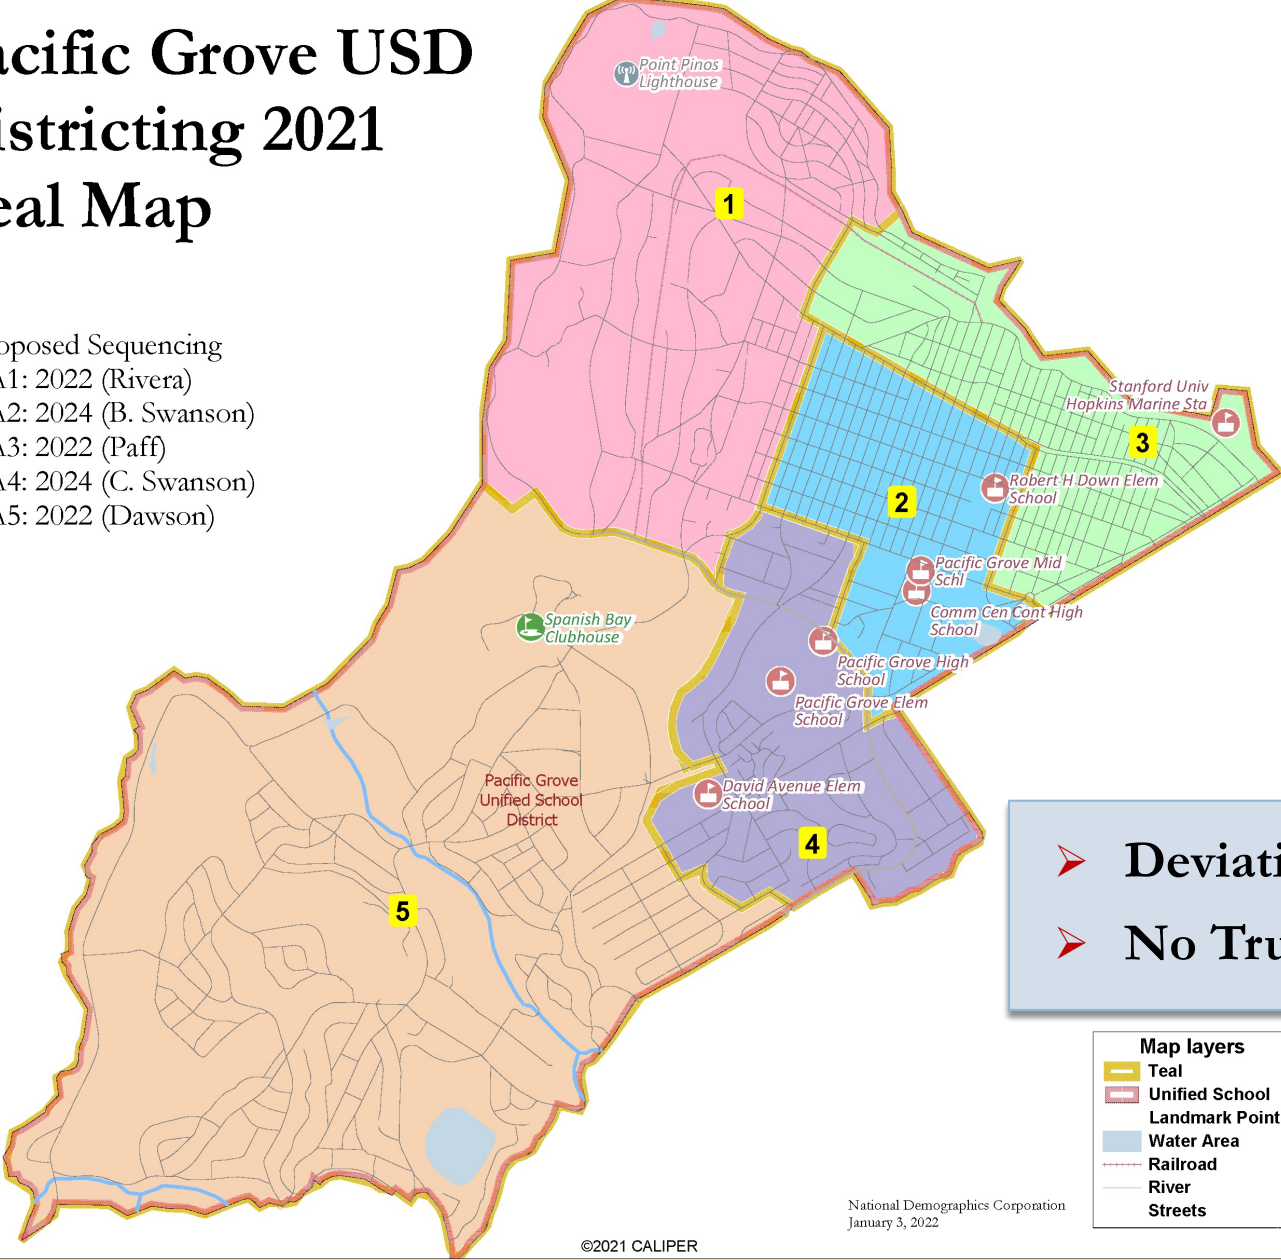 acific Grove USD
istricting 2021
eal Map
oposed Sequencing
A1: 2022 (Rivera)
A2: 2024 (B. Swanson)
A3: 2022 (Paff)
A4: 2024 (C. Swanson)
A5: 2022 (Dawson)
Point Pinos
Lighthouse
1
Stanford Univ
Hopkins Marine Sta
3
Robert H Down Elem
School
2
Pacific Grove Mid
Schl
Comm Cen Cont High
School
Spanish Bay
Clubhouse
Pacific Grove High
School
Pacific Grove Elem
School
Pacific Grove
Unified School
District
David Avenue Elem
School
4
5
Deviati
No Tru
Map layers
Teal
Unified School
Landmark Point
Water Area
Railroad
River
Streets
National Demographics Corporation
January 3, 2022
©2021 CALIPER